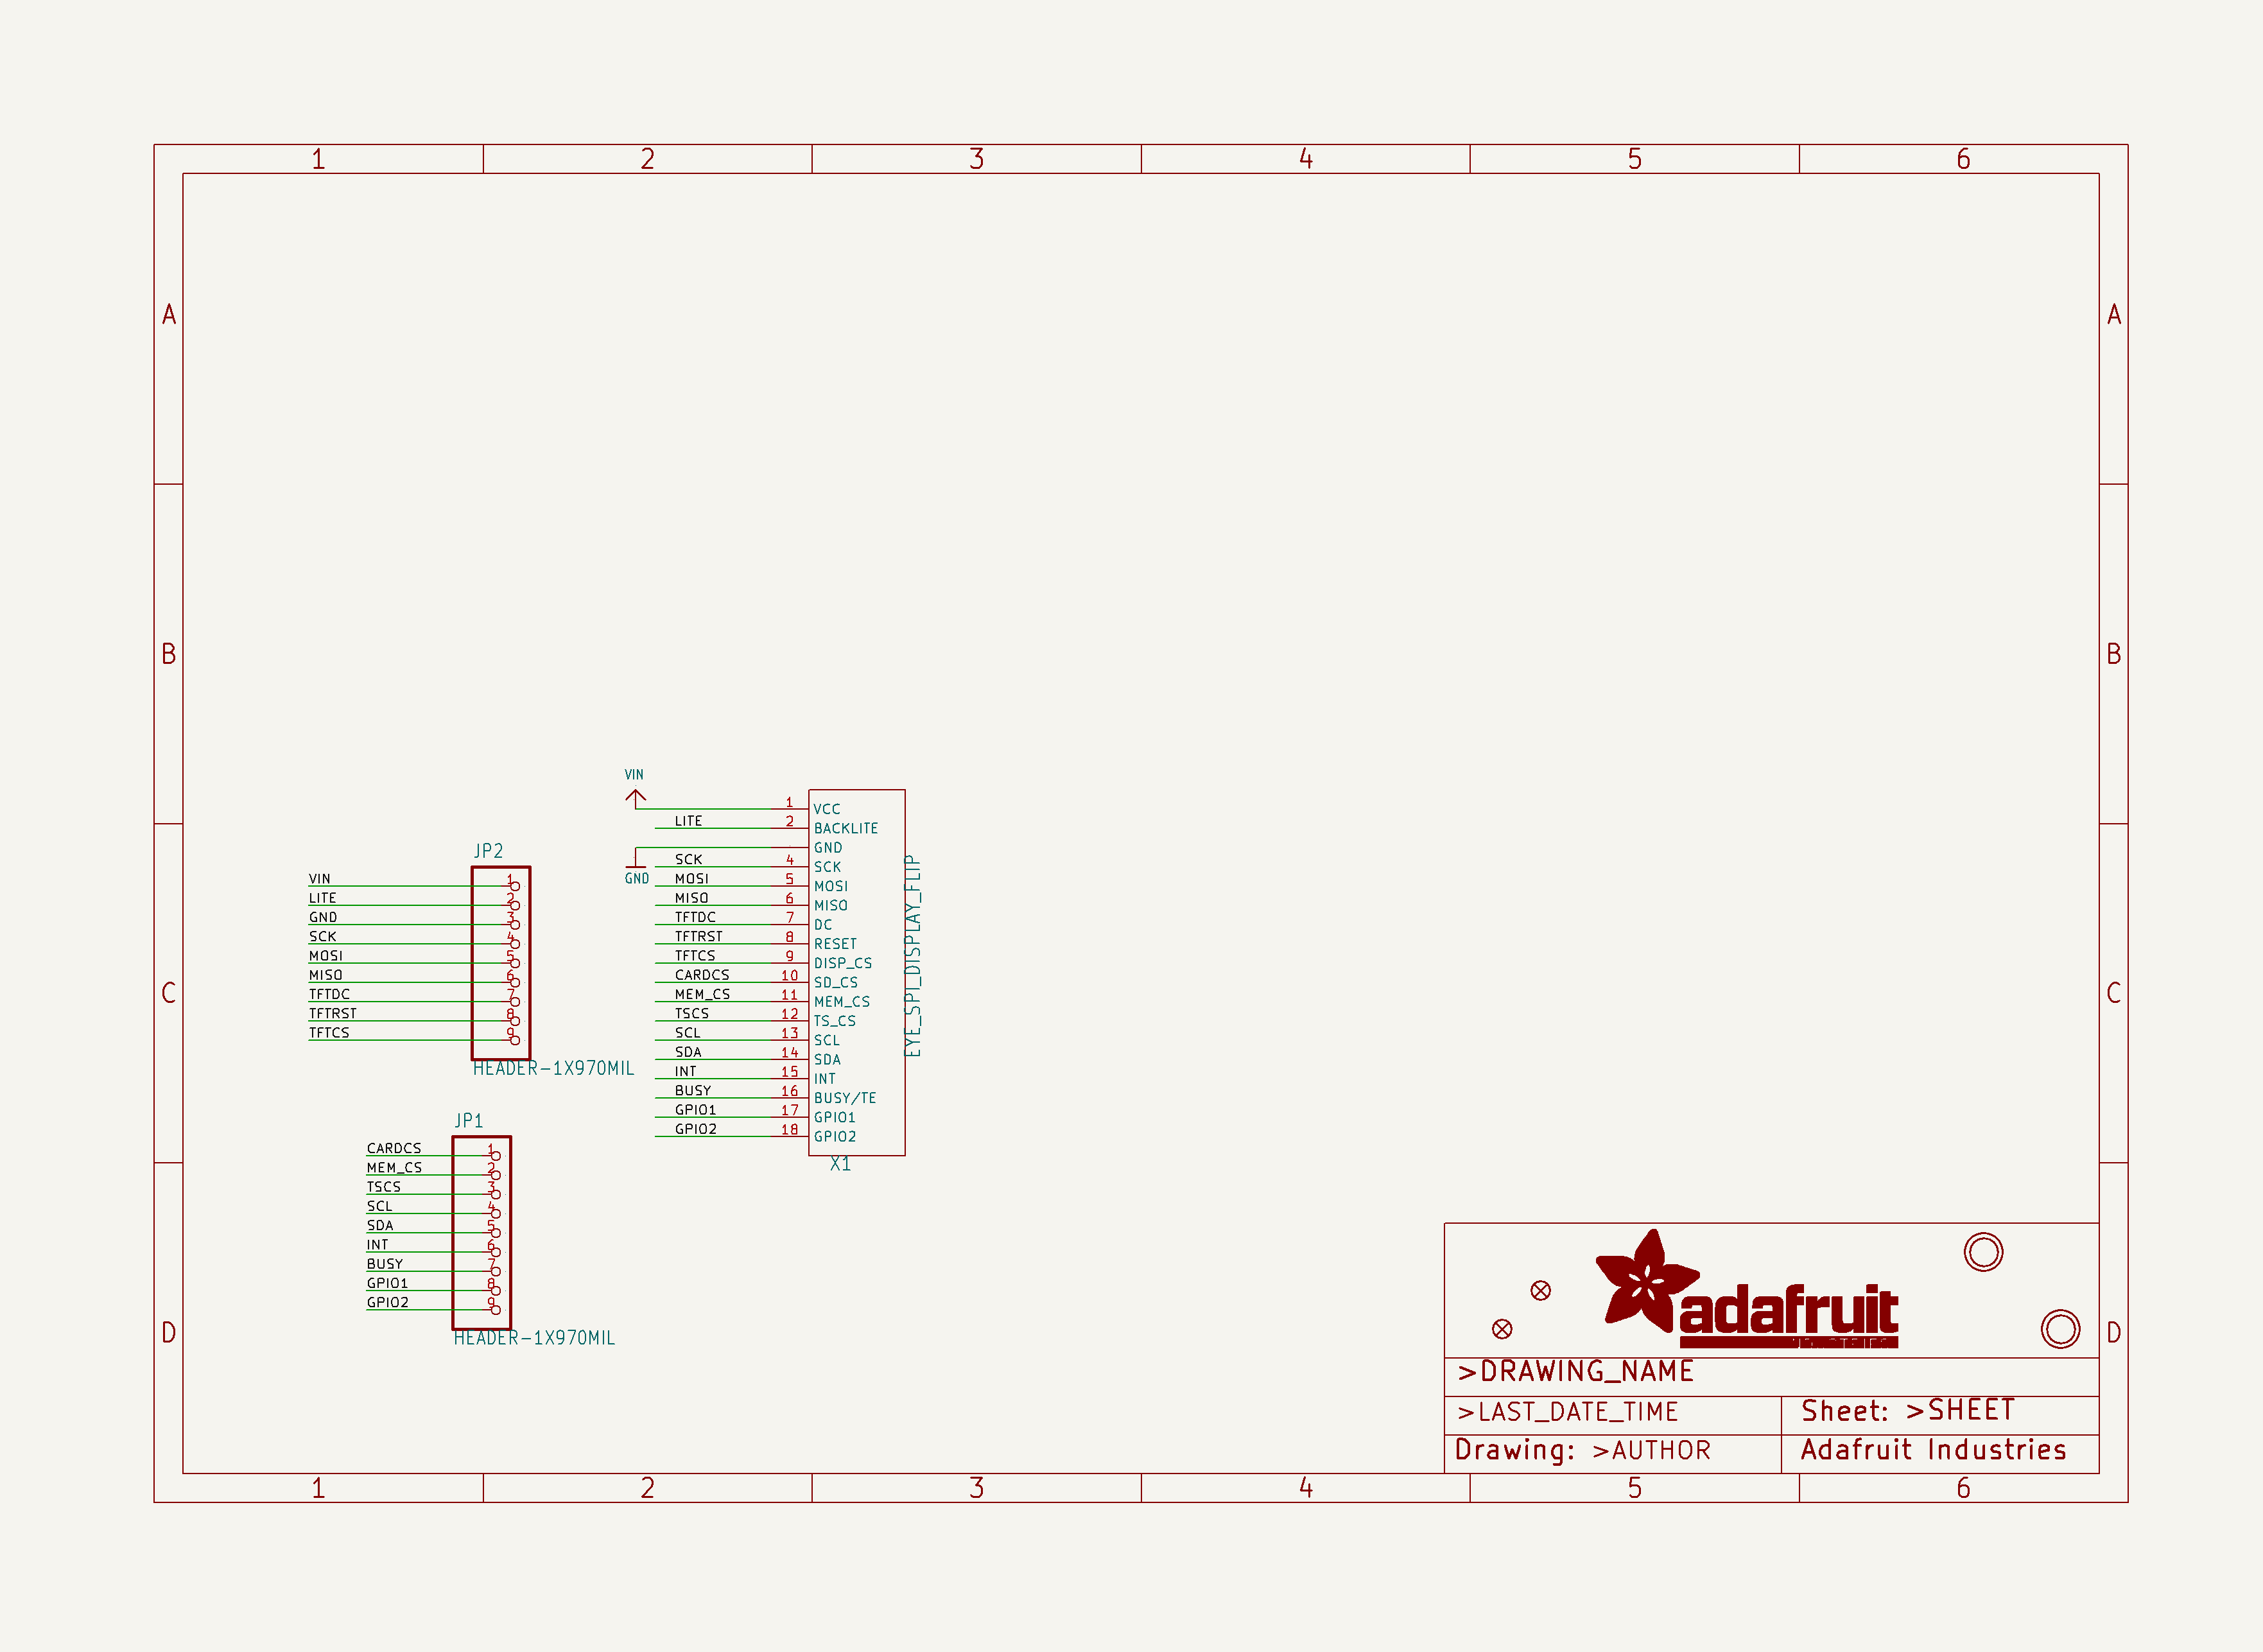 1 2 3 4 5 6
A A
B B
VIN
1 VCC
LITE 2 BACKLITE
GND
GND
SCK 4 SCK
MOSI 5 MOSI
MISO 6 MISO
TFTDC 7 DC
TFTRST 8 RESET
TFTCS 9 DISP_CS
CARDCS 10 SD_CS
MEM_CS 11 MEM_CS
TSCS 12 TS_CS
SCL 13 SCL
SDA 14 SDA
INT 15 INT
BUSY 16 BUSY/TE
GPIO1 17 GPIO1
GPIO2 18 GPIO2
EYE_SPI_DISPLAY_FLIP
X1
JP2
VIN 1
LITE 2
GND 3
SCK 4
MOSI 5
MISO 6
TFTDC 7
TFTRST 8
TFTCS 9
HEADER-1X970MIL
C C
JP1
CARDCS 1
MEM_CS 2
TSCS 3
SCL 4
SDA 5
INT 6
BUSY 7
GPIO1 8
GPIO2 9
HEADER-1X970MIL
D D
adafruit
>DRAWING_NAME
>LAST_DATE_TIME
Sheet: >SHEET
Drawing: >AUTHOR
Adafruit Industries
1 2 3 4 5 6